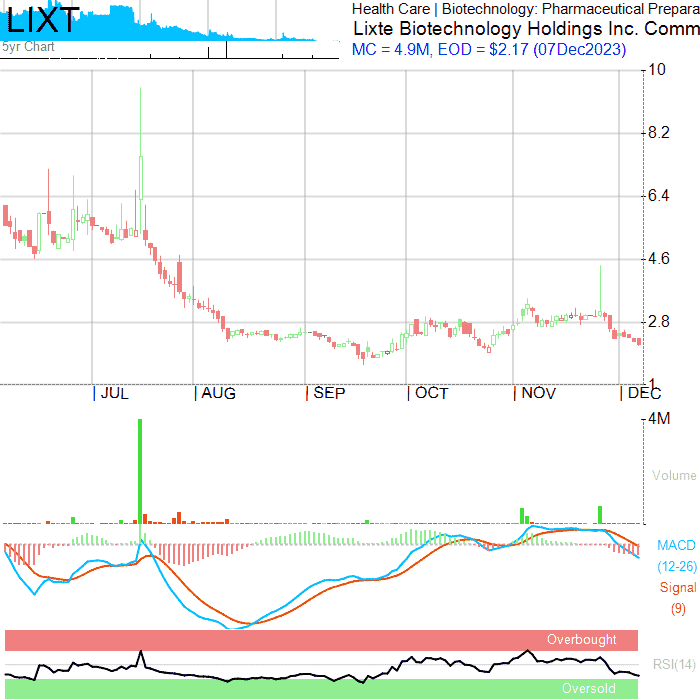 LIXT
5yr Chart
Health Care | Biotechnology: Pharmaceutical Prepara
Lixte Biotechnology Holdings Inc. Comm
MC = 4.9M, EOD = $2.17 (07Dec2023)
10
8.2
6.4
4.6
2.8
1
JUL
AUG
SEP
OCT
NOV
DEC
4M
Volume
MACD
(12-26)
Signal
(9)
Overbought
RSI(14)
Oversold